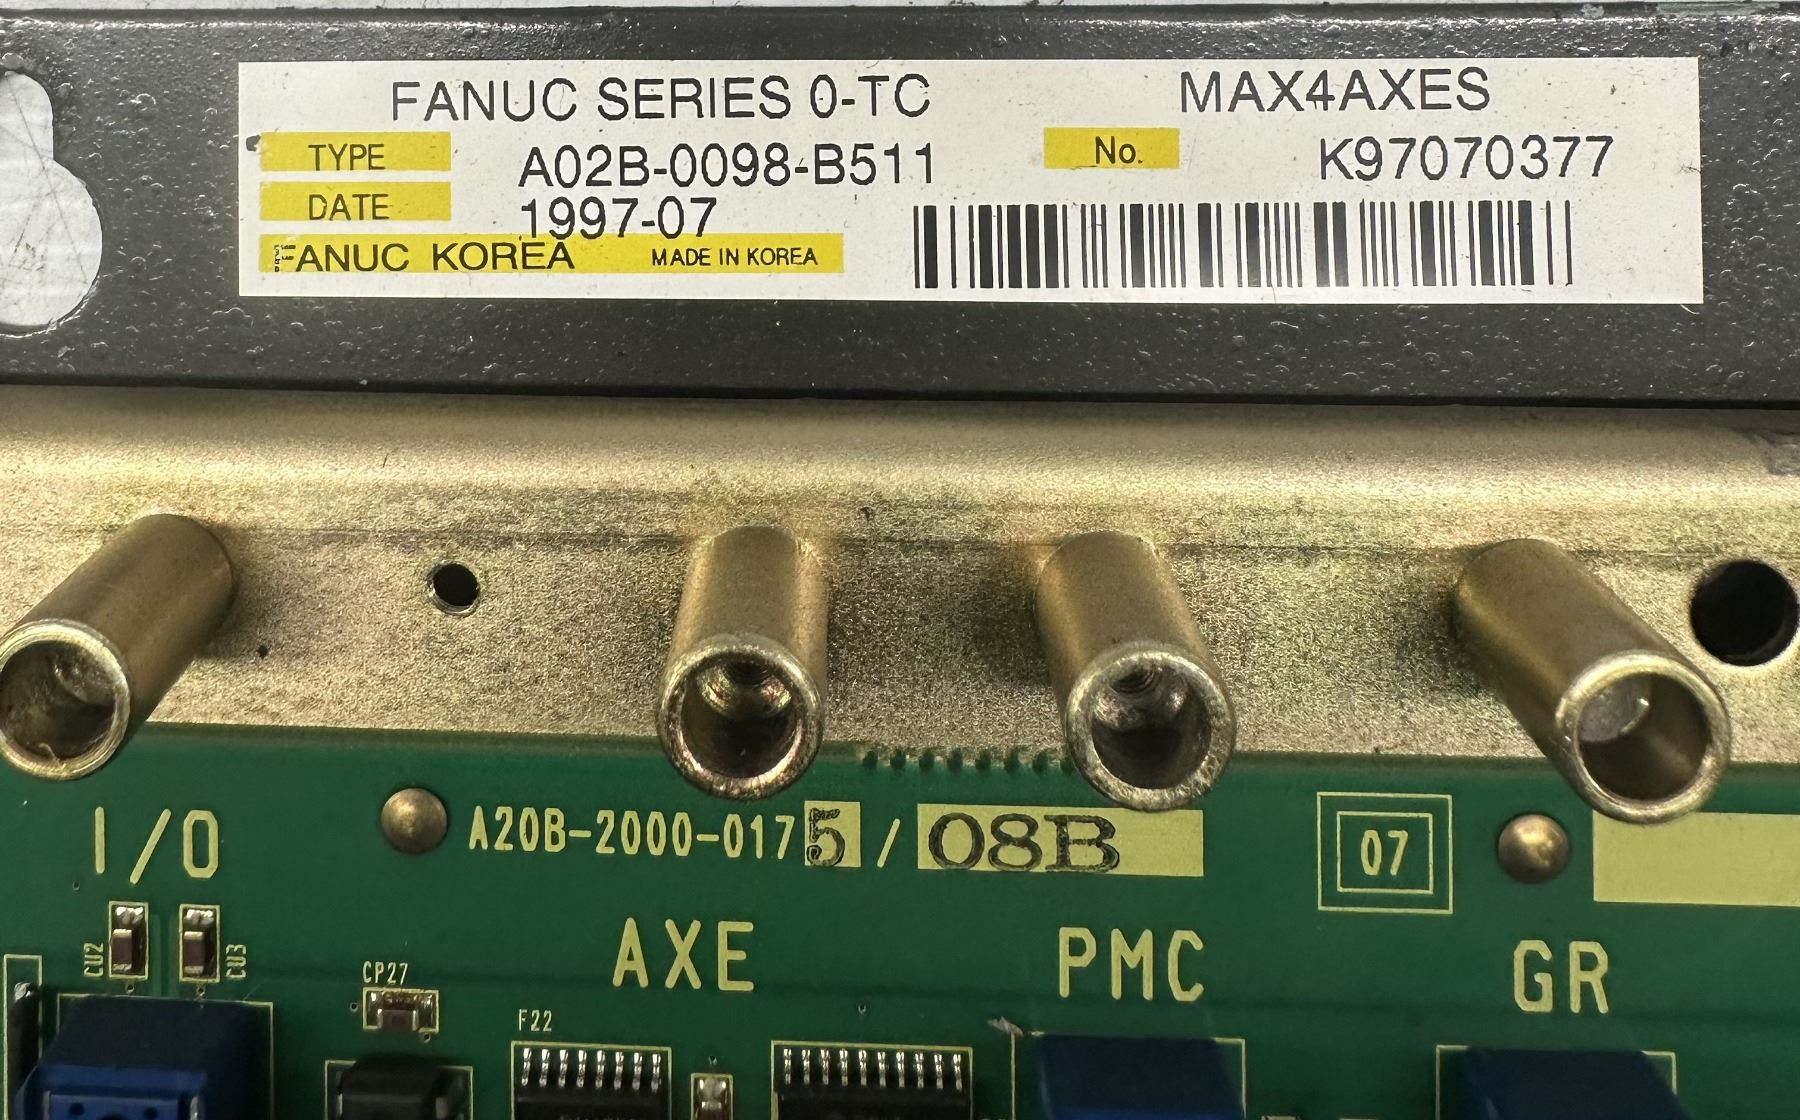 FANUC SERIES 0-TC MAX4AXES
TYPE A02B-0098-B511 No. K97070377
DATE 1997-07
FANUC KOREA MADE IN KOREA
I/O
A20B-2000-0175/08B 07
AXE PMC GR
CU2 CU3
CP27
F22